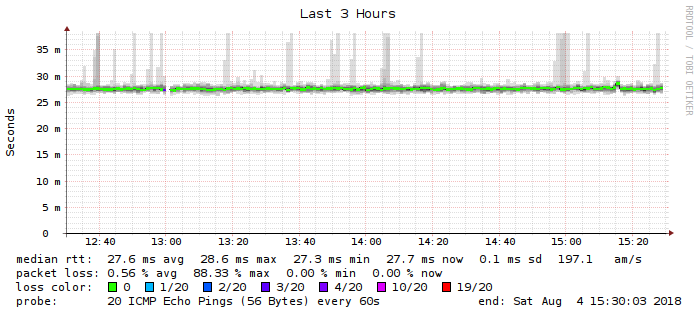 Last 3 Hours
RRDTOOL / TOBI OETIKER
Seconds
35 m
30 m
25 m
20 m
15 m
10 m
5 m
0
12:40 13:00 13:20 13:40 14:00 14:20 14:40 15:00 15:20
median rtt: 27.6 ms avg 28.6 ms max 27.3 ms min 27.7 ms now 0.1 ms sd 197.1 am/s
packet loss: 0.56 % avg 88.33 % max 0.00 % min 0.00 % now
loss color: 0 1/20 2/20 3/20 4/20 10/20 19/20
probe: 20 ICMP Echo Pings (56 Bytes) every 60s end: Sat Aug 4 15:30:03 2018